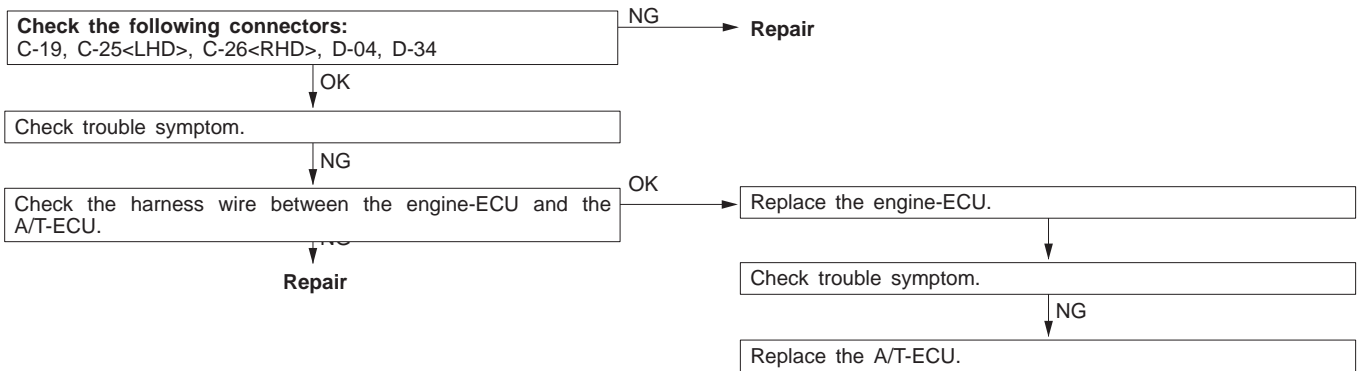 Check the following connectors:
C-19, C-25<LHD>, C-26<RHD>, D-04, D-34
NG
Repair
OK
Check trouble symptom.
NG
Check the harness wire between the engine-ECU and the
A/T-ECU.
OK
Replace the engine-ECU.
NG
Repair
Check trouble symptom.
NG
Replace the A/T-ECU.